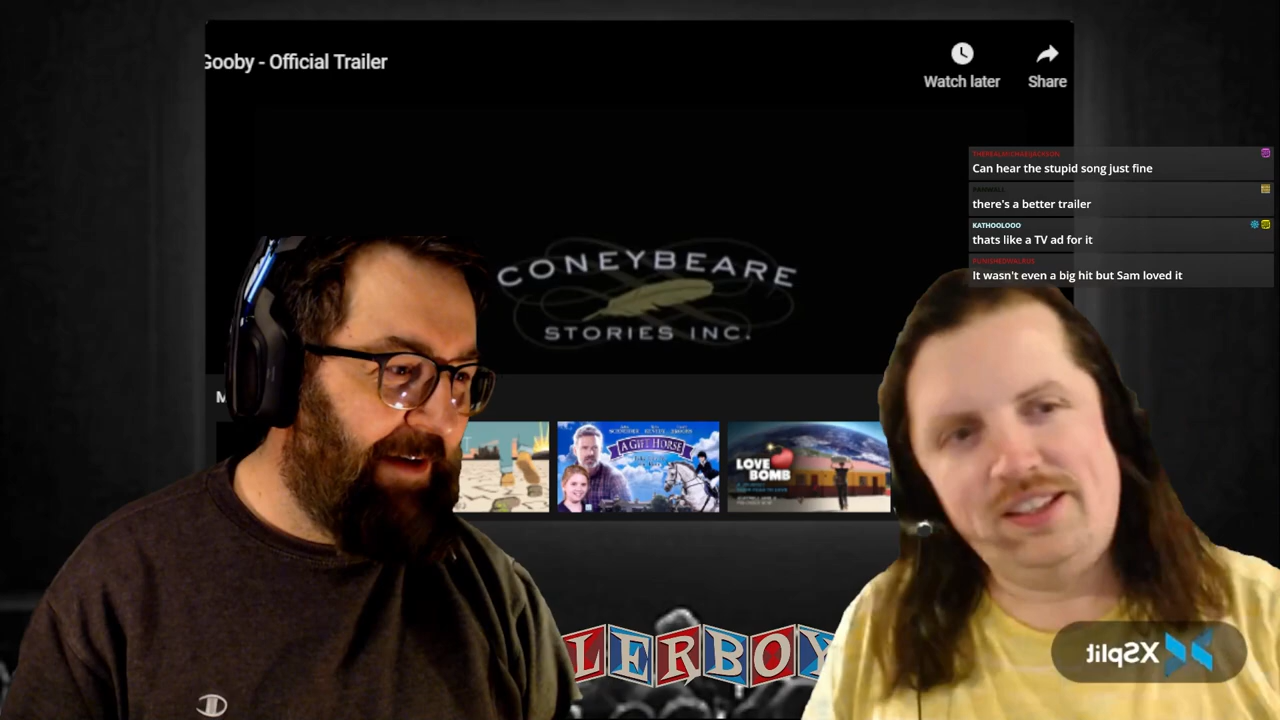 Gooby - Official Trailer
Watch later
Share
THEREALMICHAELJACKSON
Can hear the stupid song just fine
there's a better trailer
KATHOOLOOO
thats like a TV ad for it
PUNISHEDWALRUS
It wasn't even a big hit but Sam loved it
CONEYBEARE
STORIES INC.
M
A GIFT HORSE
LOVE
BOMB
LERBOY
XSplit